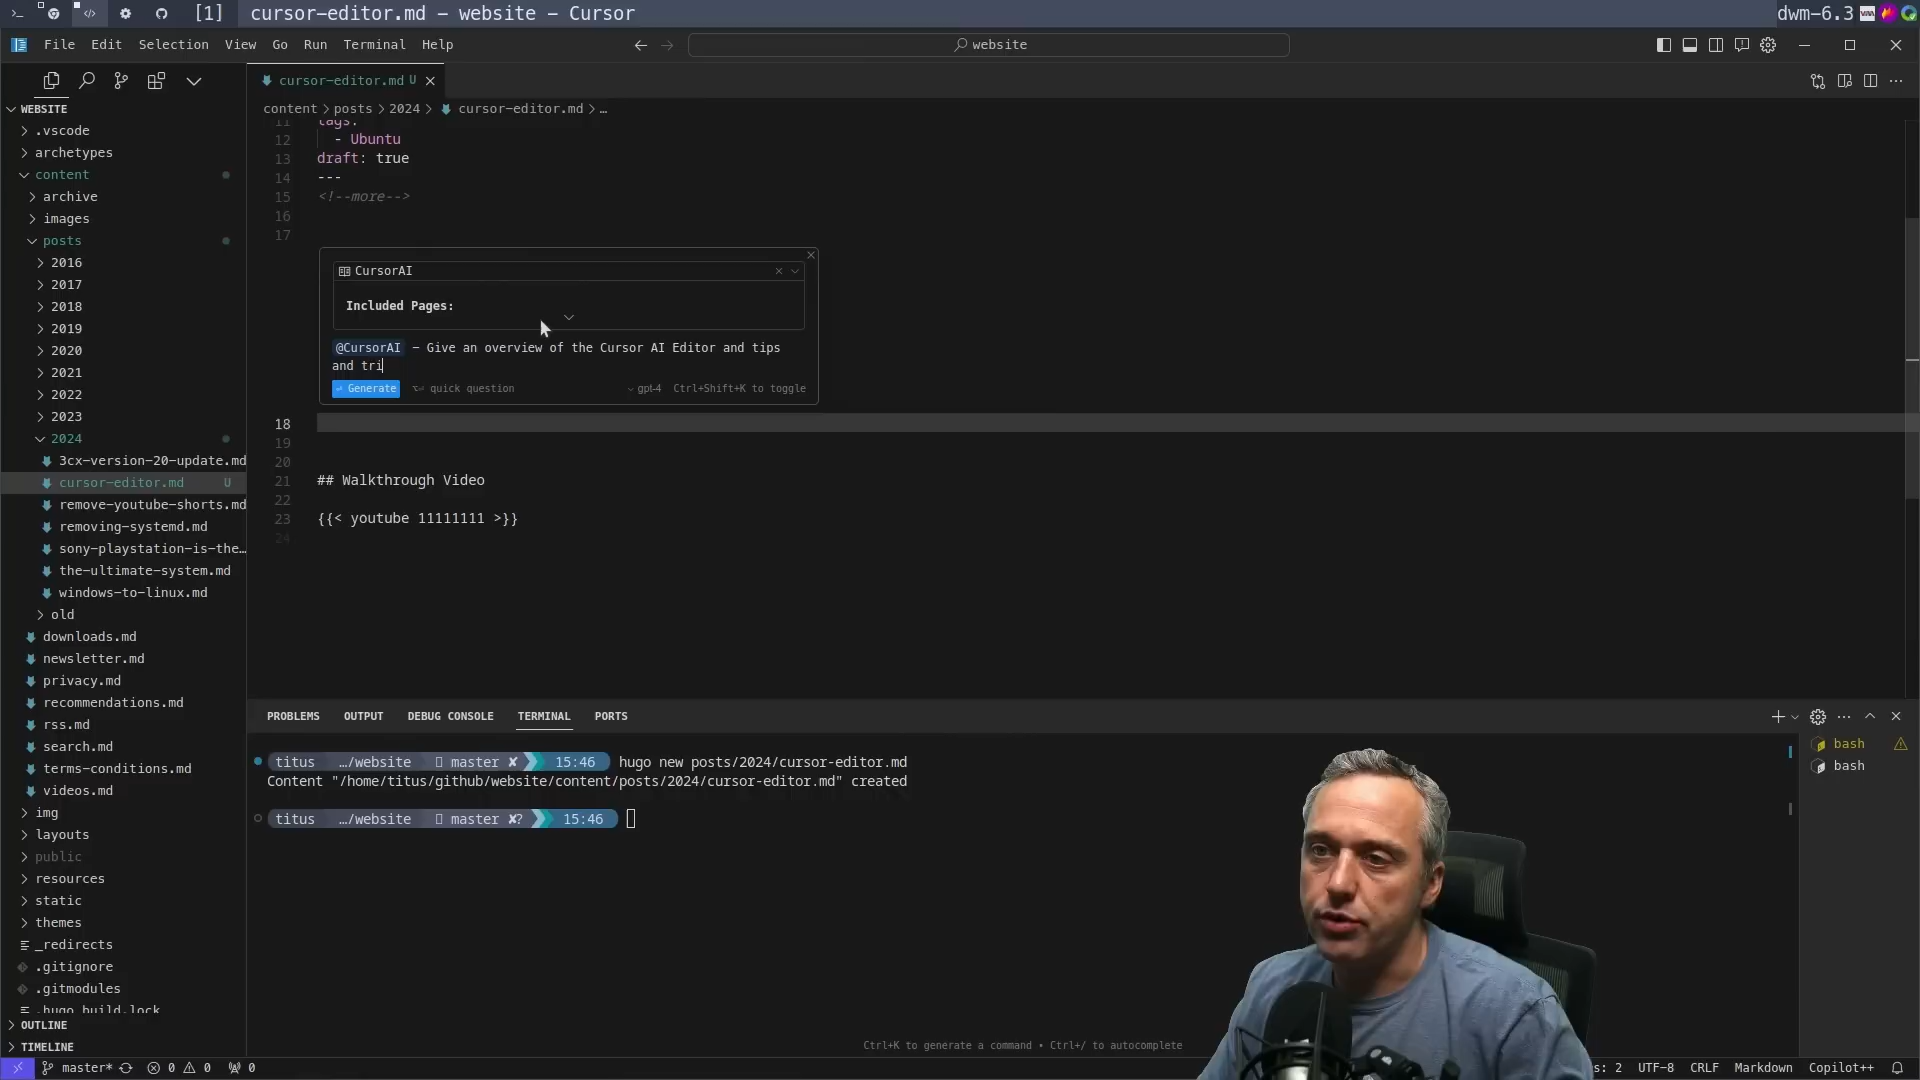 [1] cursor-editor.md - website - Cursor
dwm-6.3
File Edit Selection View Go Run Terminal Help
website
cursor-editor.md U
content > posts > 2024 > cursor-editor.md > …
WEBSITE
.vscode
archetypes
content
archive
images
posts
2016
2017
2018
2019
2020
2021
2022
2023
2024
3cx-version-20-update.md
cursor-editor.md U
remove-youtube-shorts.md
removing-systemd.md
sony-playstation-is-the…
the-ultimate-system.md
windows-to-linux.md
old
downloads.md
newsletter.md
privacy.md
recommendations.md
rss.md
search.md
terms-conditions.md
videos.md
img
layouts
public
resources
static
themes
_redirects
.gitignore
.gitmodules
.hugo_build.lock
OUTLINE
TIMELINE
11 tags:
12 - Ubuntu
13 draft: true
14 ---
15 <!--more-->
16
17
CursorAI
Included Pages:
@CursorAI - Give an overview of the Cursor AI Editor and tips
and tri
Generate quick question gpt-4 Ctrl+Shift+K to toggle
18
19
20
21 ## Walkthrough Video
22
23 {{< youtube 11111111 >}}
24
PROBLEMS OUTPUT DEBUG CONSOLE TERMINAL PORTS
titus …/website master ✘ 15:46 hugo new posts/2024/cursor-editor.md
Content "/home/titus/github/website/content/posts/2024/cursor-editor.md" created
titus …/website master ✘? 15:46
bash
bash
Ctrl+K to generate a command • Ctrl+/ to autocomplete
master* 0 0 0
s: 2 UTF-8 CRLF Markdown Copilot++